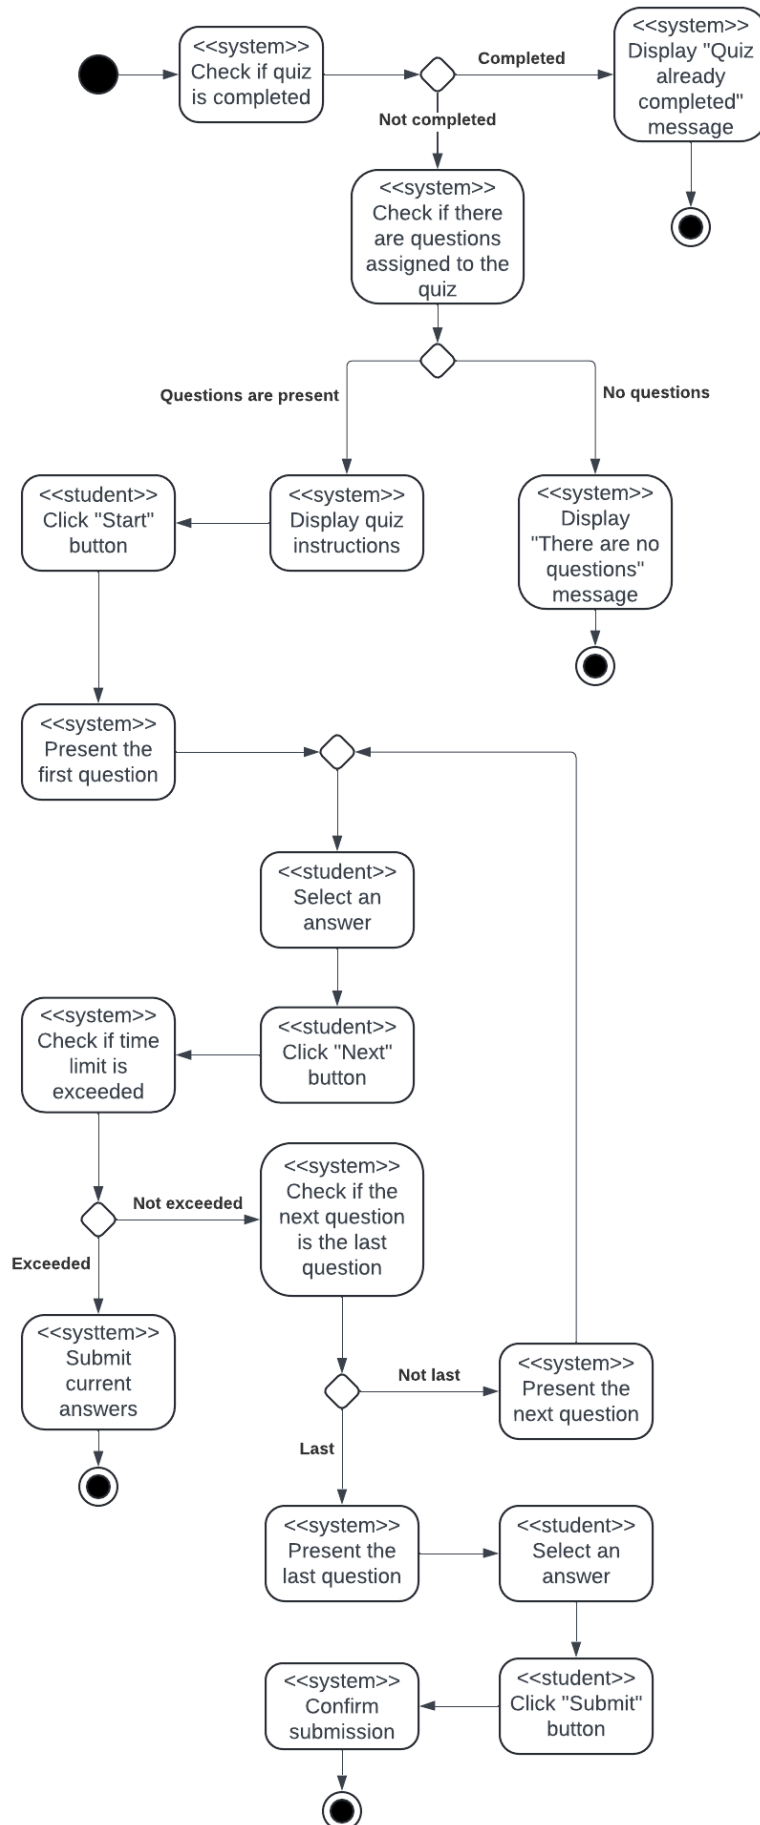 <<system>>
Check if quiz
is completed
Completed
<<system>>
Display "Quiz
already
completed"
message
Not completed
<<system>>
Check if there
are questions
assigned to the
quiz
Questions are present
No questions
<<student>>
Click "Start"
button
<<system>>
Display quiz
instructions
<<system>>
Display
"There are no
questions"
message
<<system>>
Present the
first question
<<student>>
Select an
answer
<<system>>
Check if time
limit is
exceeded
<<student>>
Click "Next"
button
Not exceeded
<<system>>
Check if the
next question
is the last
question
Exceeded
<<systtem>>
Submit
current
answers
Not last
<<system>>
Present the
next question
Last
<<system>>
Present the
last question
<<student>>
Select an
answer
<<system>>
Confirm
submission
<<student>>
Click "Submit"
button